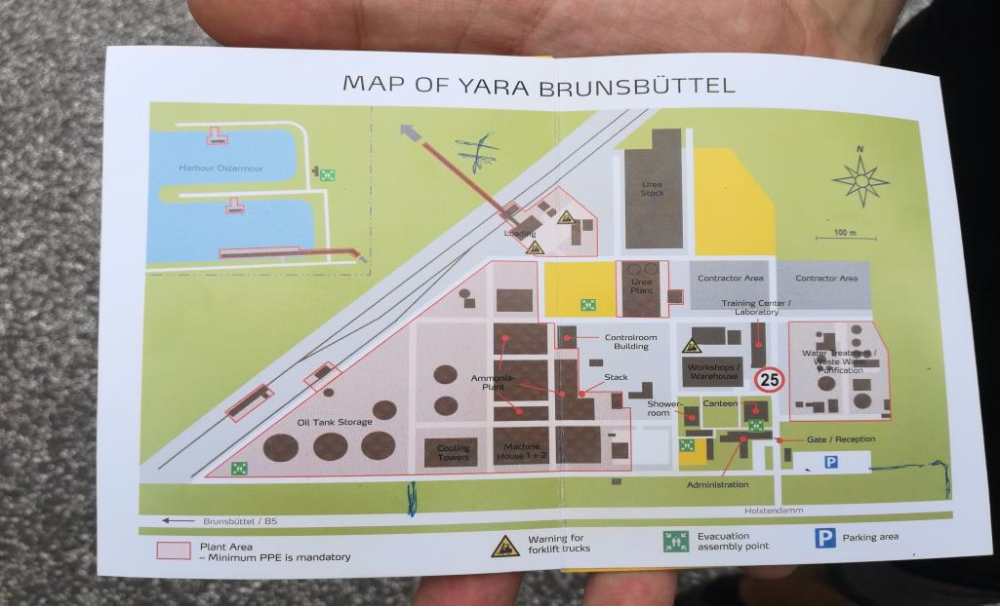 MAP OF YARA BRUNSBÜTTEL
Harbour Ostermoor
N
100 m
Urea
Stock
Loading
Urea
Plant
Contractor Area
Contractor Area
Training Center /
Laboratory
Controlroom
Building
Water Treatment /
Waste Water
Purification
Workshops /
Warehouse
25
Ammonia-
Plant
Stack
Show-
room
Canteen
Oil Tank Storage
Cooling
Towers
Machine
House 1 + 2
Gate / Reception
P
Administration
Holstendamm
Brunsbüttel / B5
Plant Area
– Minimum PPE is mandatory
Warning for
forklift trucks
Evacuation
assembly point
P
Parking area